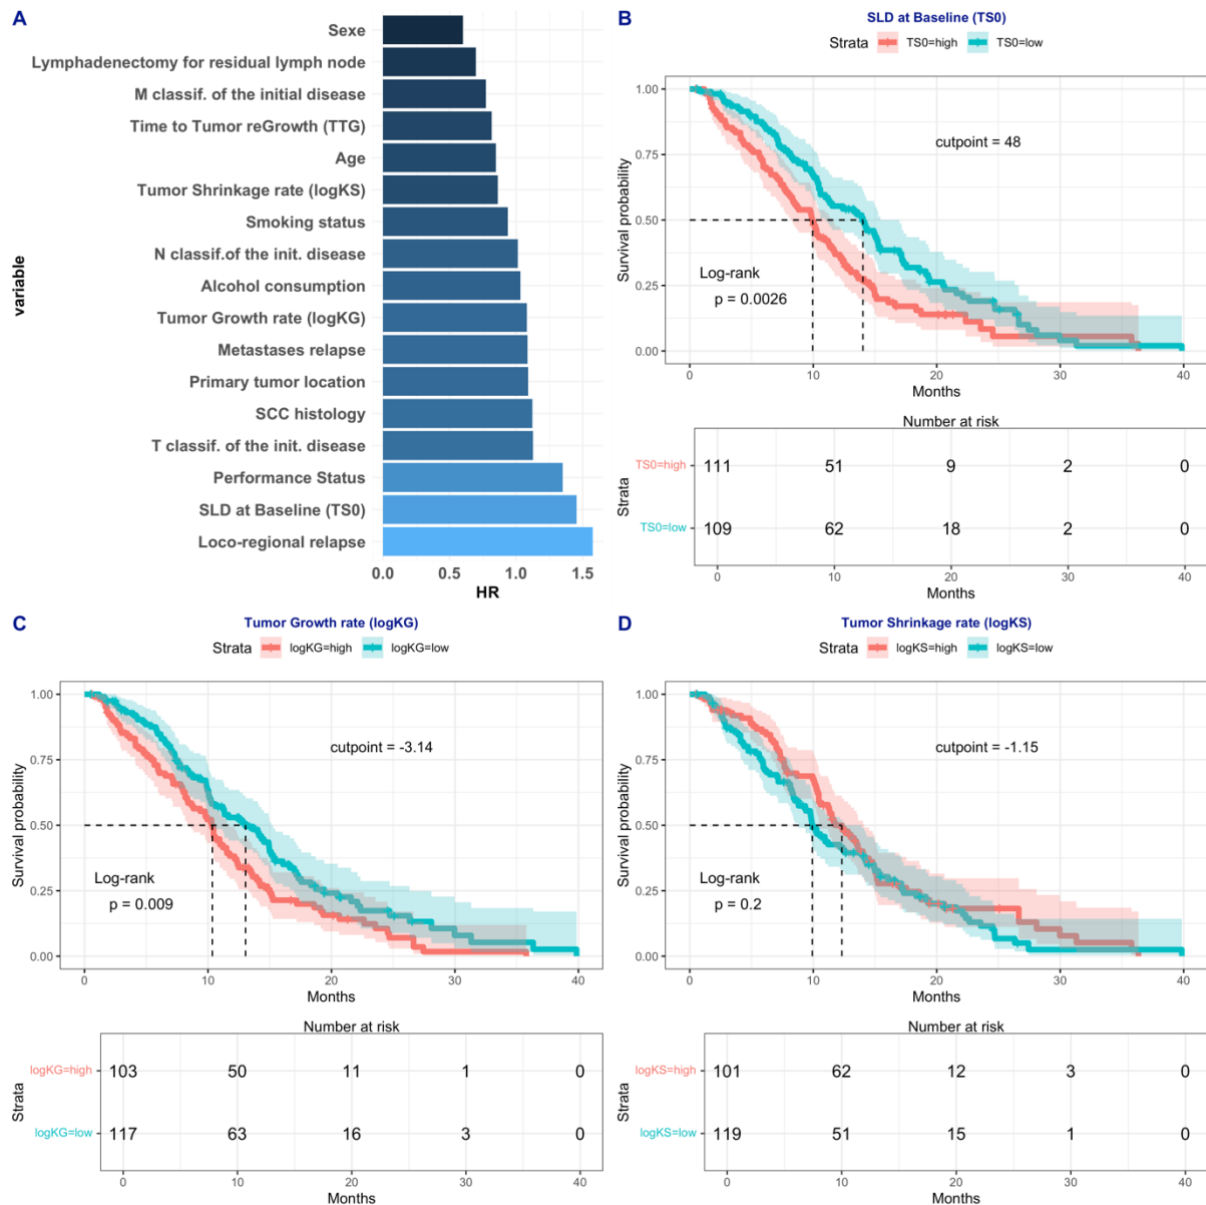 A
variable
Sexe
Lymphadenectomy for residual lymph node
M classif. of the initial disease
Time to Tumor reGrowth (TTG)
Age
Tumor Shrinkage rate (logKS)
Smoking status
N classif.of the init. disease
Alcohol consumption
Tumor Growth rate (logKG)
Metastases relapse
Primary tumor location
SCC histology
T classif. of the init. disease
Performance Status
SLD at Baseline (TS0)
Loco-regional relapse
0.0 0.5 1.0 1.5
HR
B
SLD at Baseline (TS0)
Strata TS0=high TS0=low
Survival probability
1.00
0.75
0.50
0.25
0.00
cutpoint = 48
Log-rank
p = 0.0026
0 10 20 30 40
Months
Number at risk
Strata
TS0=high 111 51 9 2 0
TS0=low 109 62 18 2 0
0 10 20 30 40
Months
C
Tumor Growth rate (logKG)
Strata logKG=high logKG=low
Survival probability
1.00
0.75
0.50
0.25
0.00
cutpoint = -3.14
Log-rank
p = 0.009
0 10 20 30 40
Months
Number at risk
Strata
logKG=high 103 50 11 1 0
logKG=low 117 63 16 3 0
0 10 20 30 40
Months
D
Tumor Shrinkage rate (logKS)
Strata logKS=high logKS=low
Survival probability
1.00
0.75
0.50
0.25
0.00
cutpoint = -1.15
Log-rank
p = 0.2
0 10 20 30 40
Months
Number at risk
Strata
logKS=high 101 62 12 3 0
logKS=low 119 51 15 1 0
0 10 20 30 40
Months